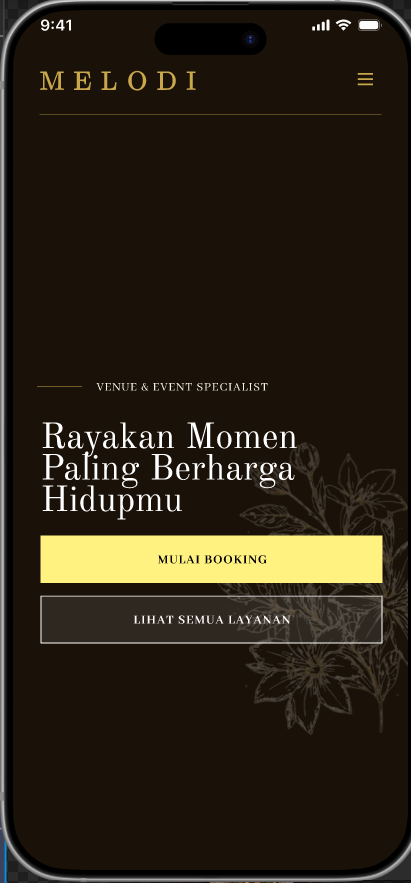 9:41
MELODI
VENUE & EVENT SPECIALIST
Rayakan Momen
Paling Berharga
Hidupmu
MULAI BOOKING
LIHAT SEMUA LAYANAN